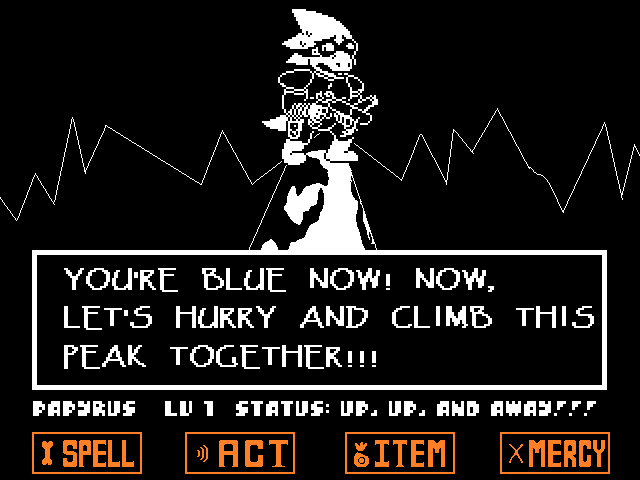 YOU'RE BLUE NOW! NOW,
LET'S HURRY AND CLIMB THIS
PEAK TOGETHER!!!
PAPYRUS LV 1 STATUS: UP, UP, AND AWAY!!!
SPELL ACT ITEM MERCY